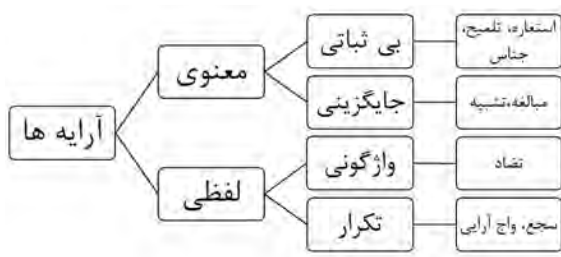 آرایه ها
معنوی
بی ثباتی
استعاره، تلمیح،
جناس
جایگزینی
مبالغه،تشبیه
لفظی
واژگونی
تضاد
تکرار
سجع، واج آرایی